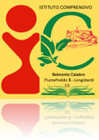 ISTITUTO COMPRENSIVO
Belmonte Calabro
Fiumefreddo B. - Longobardi
CS